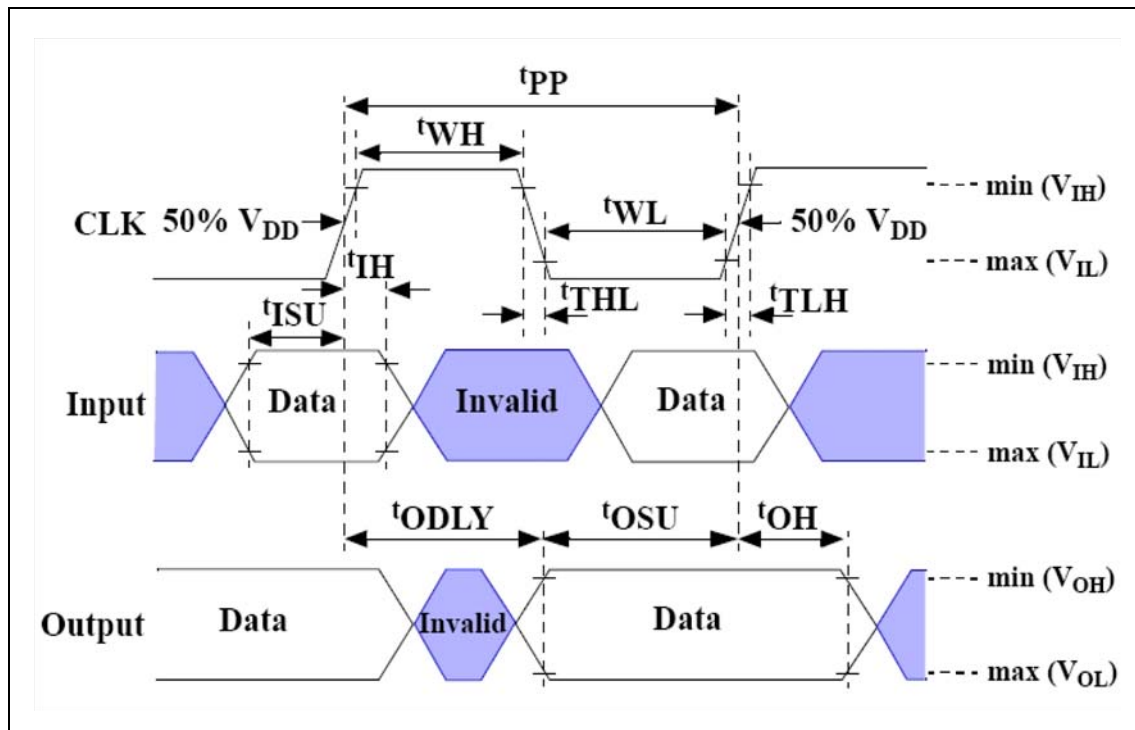 tPP
tWH
min (VIH)
CLK 50% VDD
tWL
50% VDD
tIH
max (VIL)
tISU
tTHL
tTLH
min (VIH)
Input
Data
Invalid
Data
max (VIL)
tODLY
tOSU
tOH
min (VOH)
Output
Data
Invalid
Data
max (VOL)